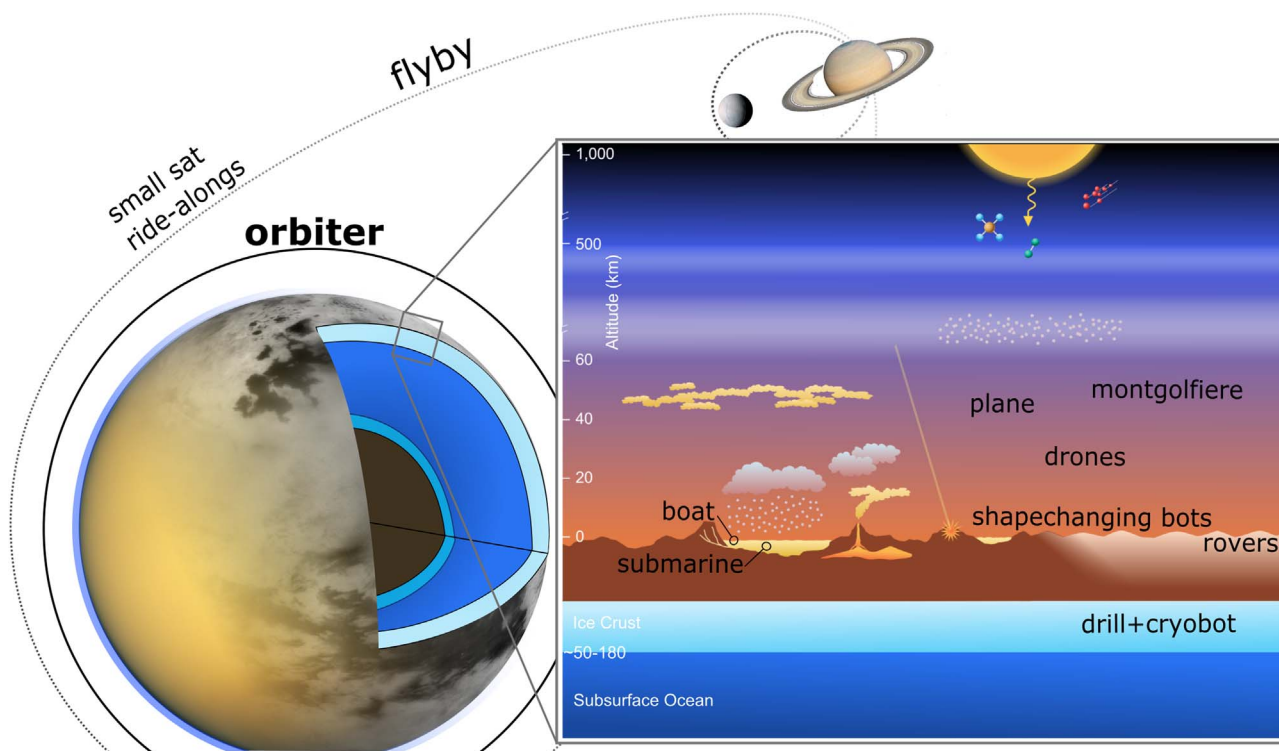 flyby
small sat
ride-alongs
orbiter
1,000
500
Altitude (km)
60
40
20
0
montgolfiere
plane
drones
boat
shapechanging bots
rovers
submarine
Ice Crust
drill+cryobot
~50-180
Subsurface Ocean